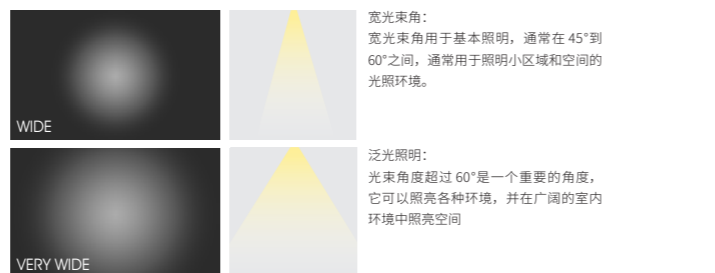 宽光束角：
宽光束角用于基本照明，通常在 45°到
60°之间，通常用于照明小区域和空间的
光照环境。
WIDE
泛光照明：
光束角度超过 60°是一个重要的角度，
它可以照亮各种环境，并在广阔的室内
环境中照亮空间
VERY WIDE